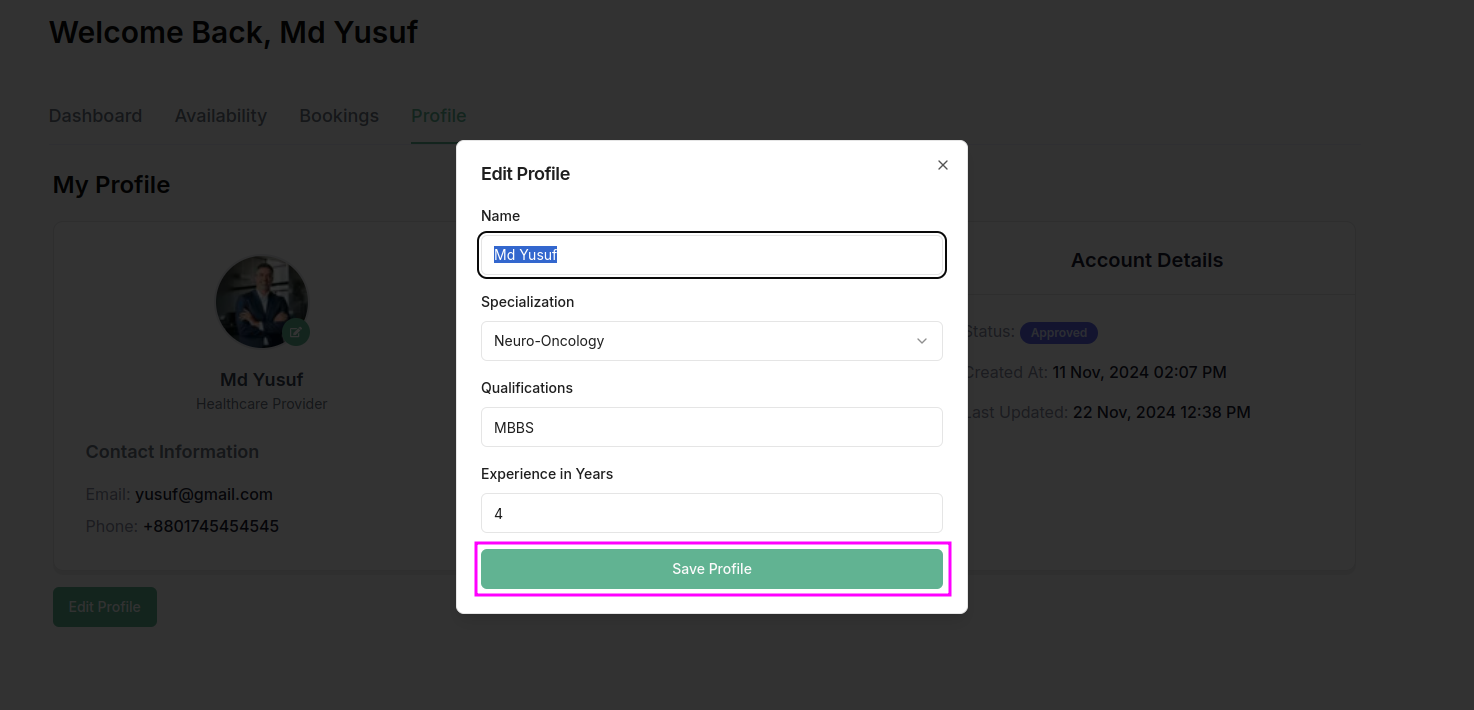 Welcome Back, Md Yusuf
Dashboard Availability Bookings Profile
My Profile
Md Yusuf
Healthcare Provider
Contact Information
Email: yusuf@gmail.com
Phone: +8801745454545
Edit Profile
Edit Profile
Name
Md Yusuf
Specialization
Neuro-Oncology
Qualifications
MBBS
Experience in Years
4
Save Profile
Account Details
Status: Approved
Created At: 11 Nov, 2024 02:07 PM
Last Updated: 22 Nov, 2024 12:38 PM